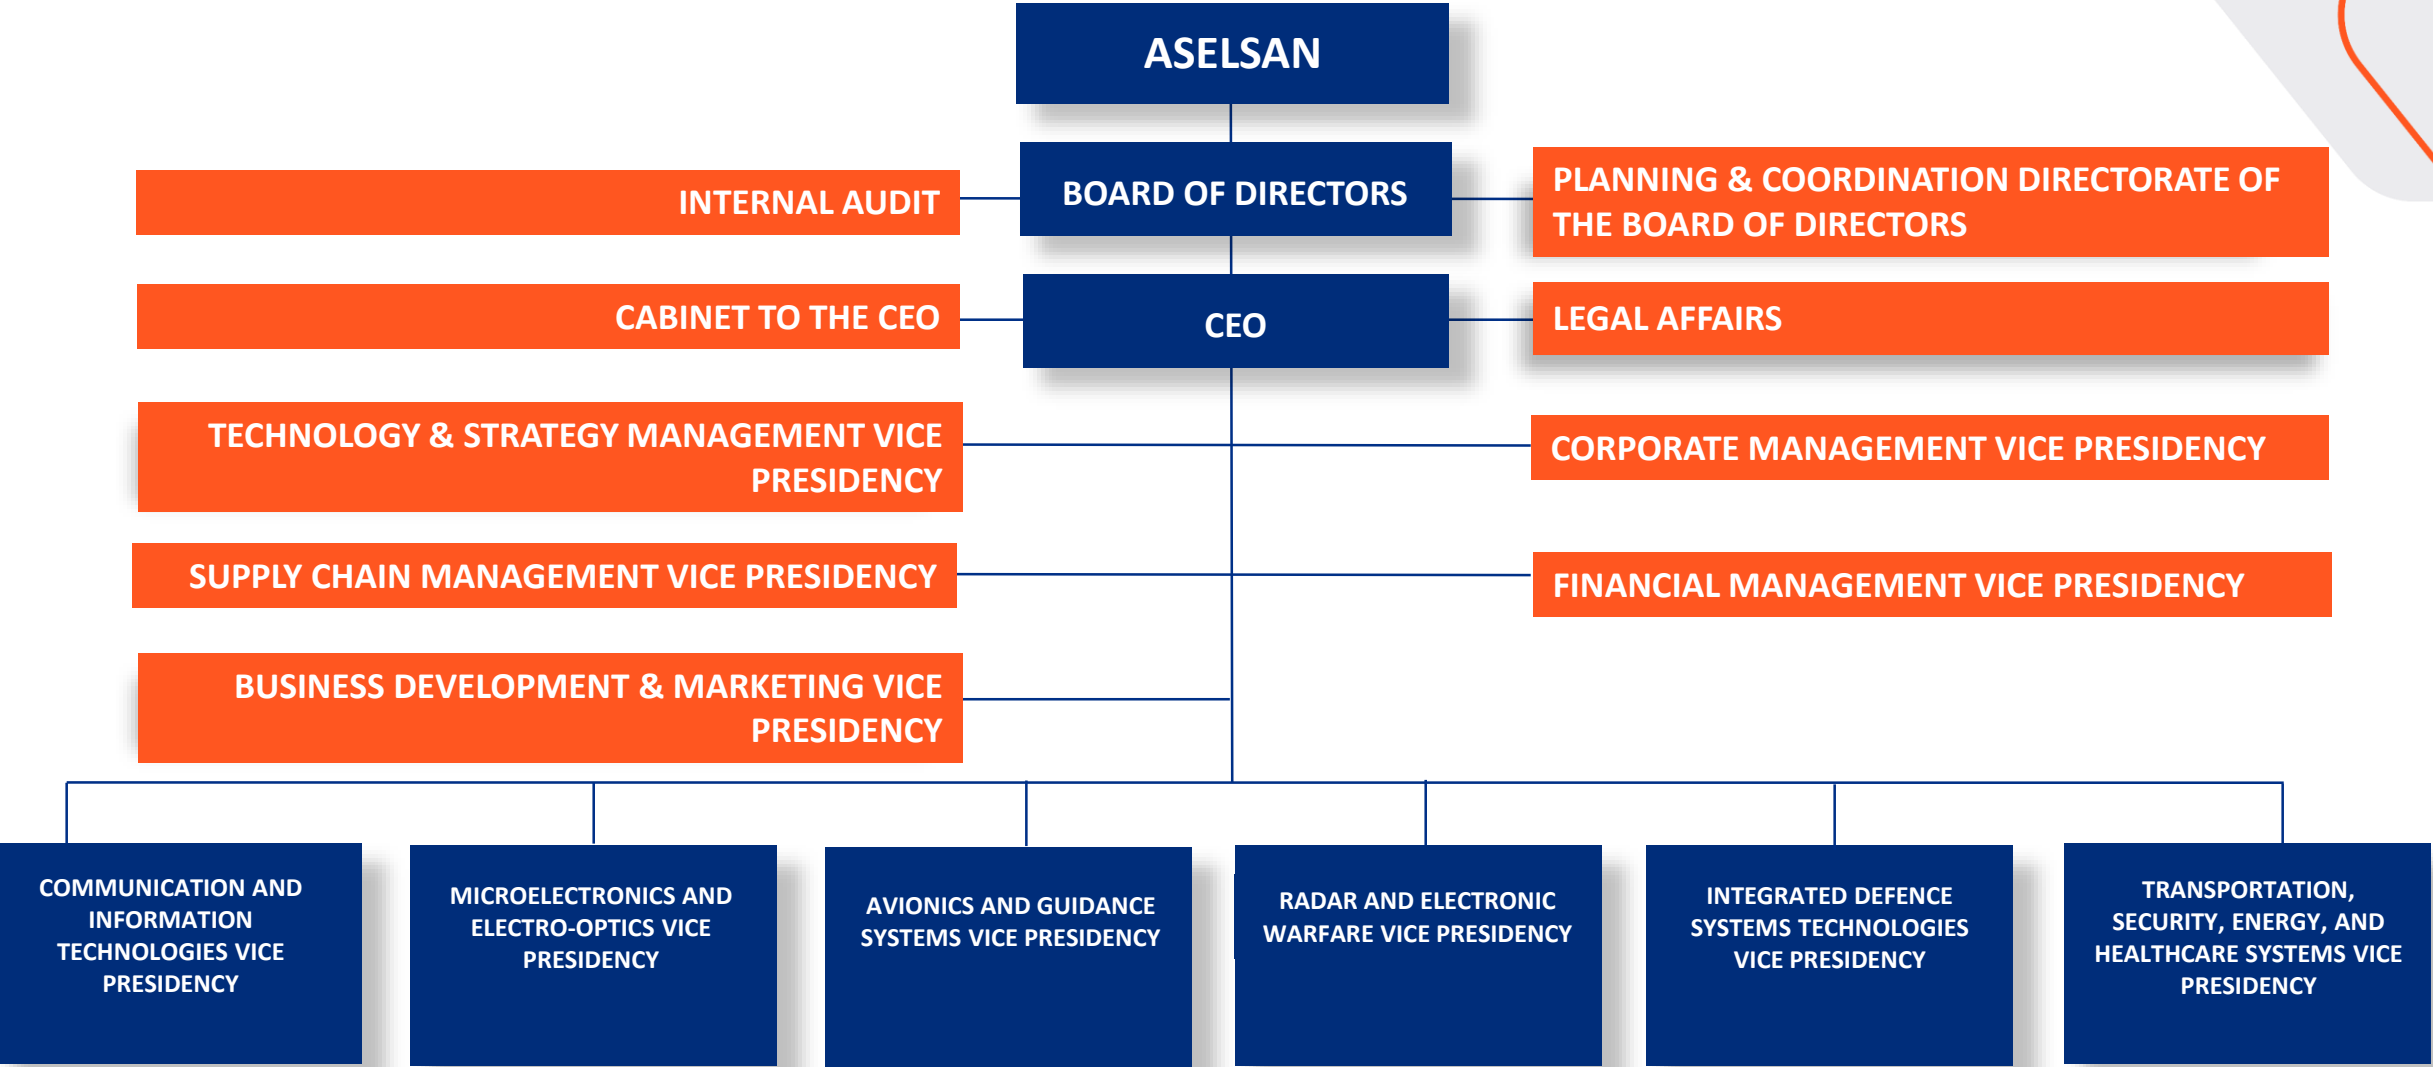 ASELSAN
INTERNAL AUDIT
BOARD OF DIRECTORS
PLANNING & COORDINATION DIRECTORATE OF
THE BOARD OF DIRECTORS
CABINET TO THE CEO
CEO
LEGAL AFFAIRS
TECHNOLOGY & STRATEGY MANAGEMENT VICE
PRESIDENCY
CORPORATE MANAGEMENT VICE PRESIDENCY
SUPPLY CHAIN MANAGEMENT VICE PRESIDENCY
FINANCIAL MANAGEMENT VICE PRESIDENCY
BUSINESS DEVELOPMENT & MARKETING VICE
PRESIDENCY
COMMUNICATION AND
INFORMATION
TECHNOLOGIES VICE
PRESIDENCY
MICROELECTRONICS AND
ELECTRO-OPTICS VICE
PRESIDENCY
AVIONICS AND GUIDANCE
SYSTEMS VICE PRESIDENCY
RADAR AND ELECTRONIC
WARFARE VICE PRESIDENCY
INTEGRATED DEFENCE
SYSTEMS TECHNOLOGIES
VICE PRESIDENCY
TRANSPORTATION,
SECURITY, ENERGY, AND
HEALTHCARE SYSTEMS VICE
PRESIDENCY